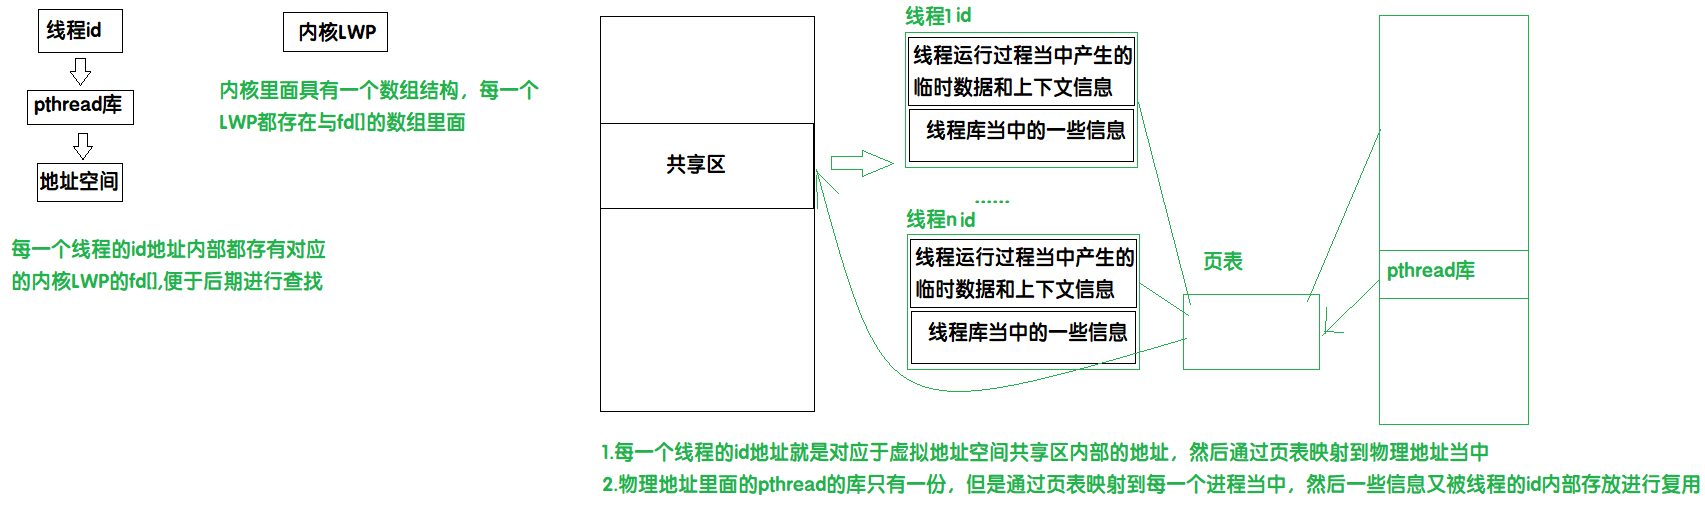 线程id
pthread库
地址空间
每一个线程的id地址内部都存有对应
的内核LWP的fd[],便于后期进行查找
内核LWP
内核里面具有一个数组结构，每一个
LWP都存在与fd[]的数组里面
共享区
线程1id
线程运行过程当中产生的
临时数据和上下文信息
线程库当中的一些信息
······
线程n id
线程运行过程当中产生的
临时数据和上下文信息
线程库当中的一些信息
页表
pthread库
1.每一个线程的id地址就是对应于虚拟地址空间共享区内部的地址，然后通过页表映射到物理地址当中
2.物理地址里面的pthread的库只有一份，但是通过页表映射到每一个进程当中，然后一些信息又被线程的id内部存放进行复用